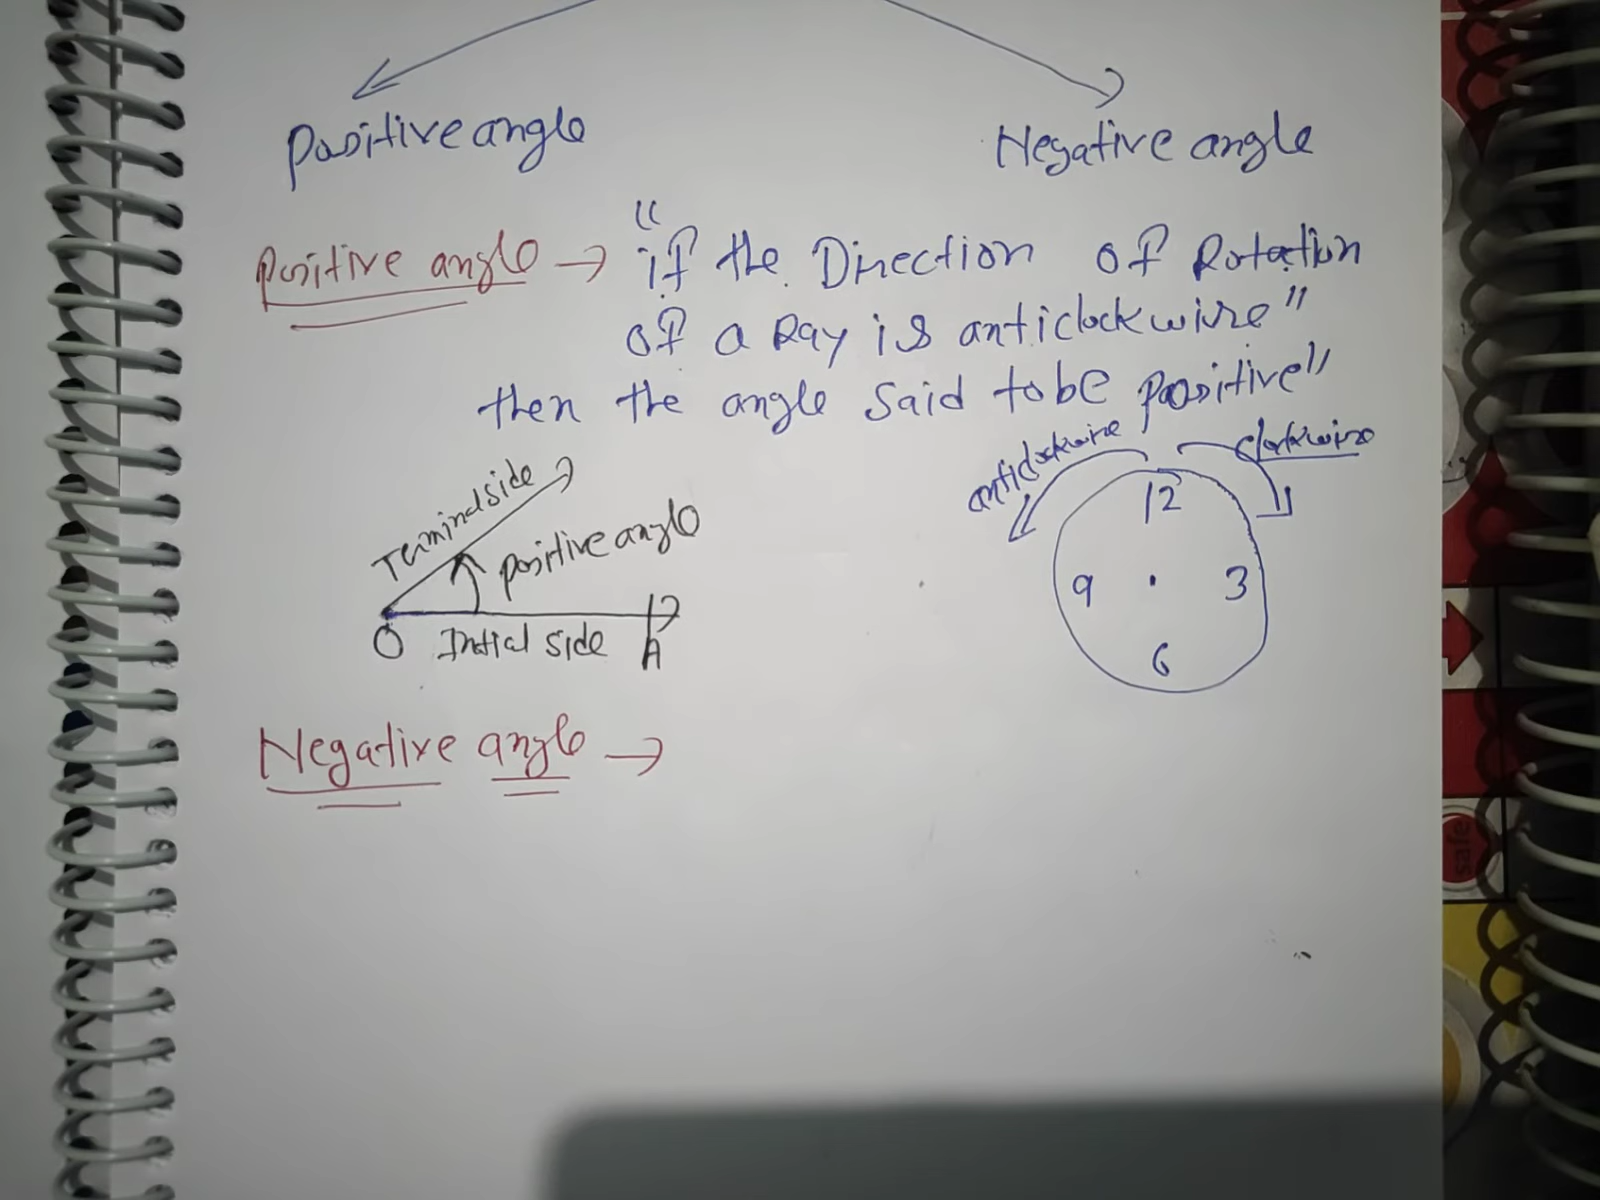 Positive angle
Negative angle
Positive angle → "if the Direction of Rotation
of a Ray is anticlockwise"
then the angle said to be positive"
anticlockwise
clockwise
Terminal side
positive angle
O Initial side A
12
9 3
6
Negative angle →
safe